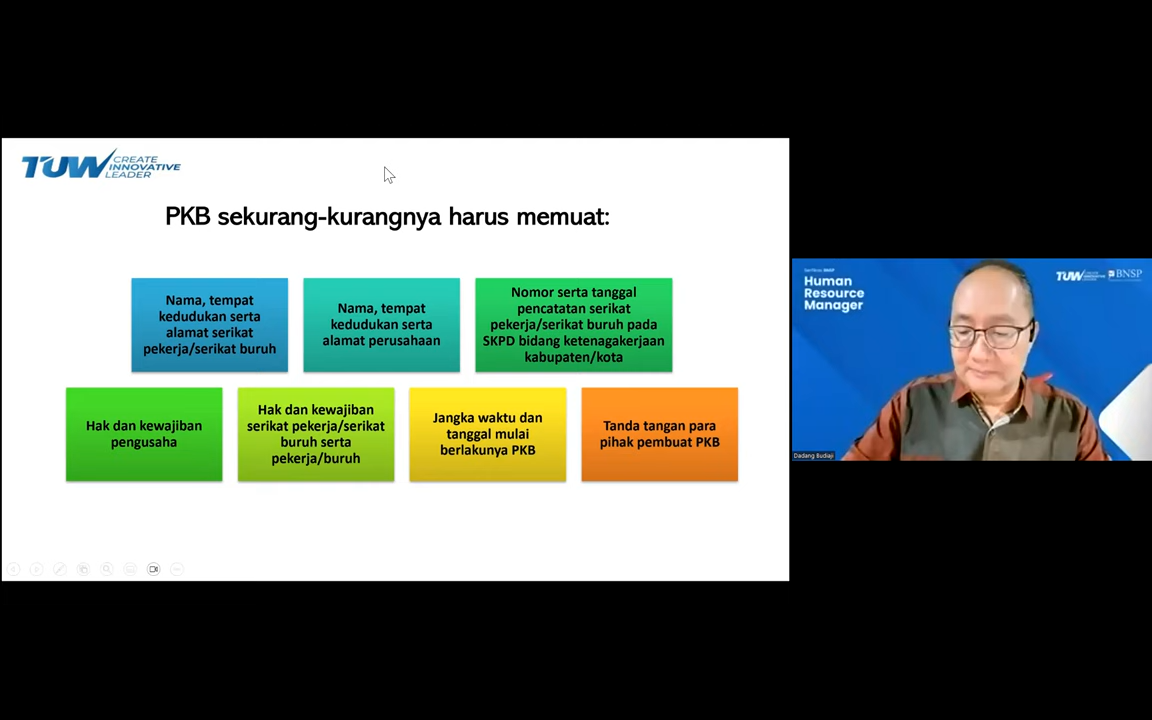 TUW CREATE
INNOVATIVE
LEADER
PKB sekurang-kurangnya harus memuat:
Nama, tempat
kedudukan serta
alamat serikat
pekerja/serikat buruh
Nama, tempat
kedudukan serta
alamat perusahaan
Nomor serta tanggal
pencatatan serikat
pekerja/serikat buruh pada
SKPD bidang ketenagakerjaan
kabupaten/kota
Hak dan kewajiban
pengusaha
Hak dan kewajiban
serikat pekerja/serikat
buruh serta
pekerja/buruh
Jangka waktu dan
tanggal mulai
berlakunya PKB
Tanda tangan para
pihak pembuat PKB
Human
Resource
Manager
TUW
BNSP
Dadang Budiaji